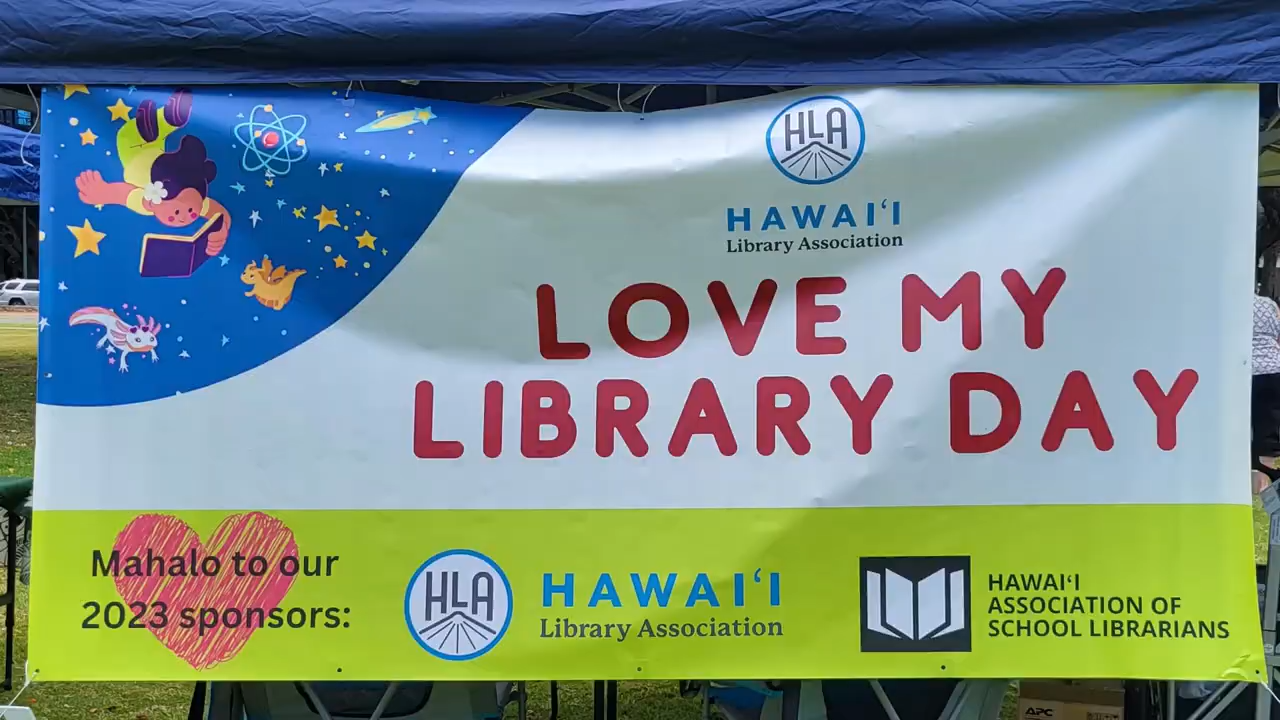 HLA
HAWAIʻI
Library Association
LOVE MY
LIBRARY DAY
Mahalo to our
2023 sponsors:
HLA
HAWAIʻI
Library Association
HAWAIʻI
ASSOCIATION OF
SCHOOL LIBRARIANS
APC